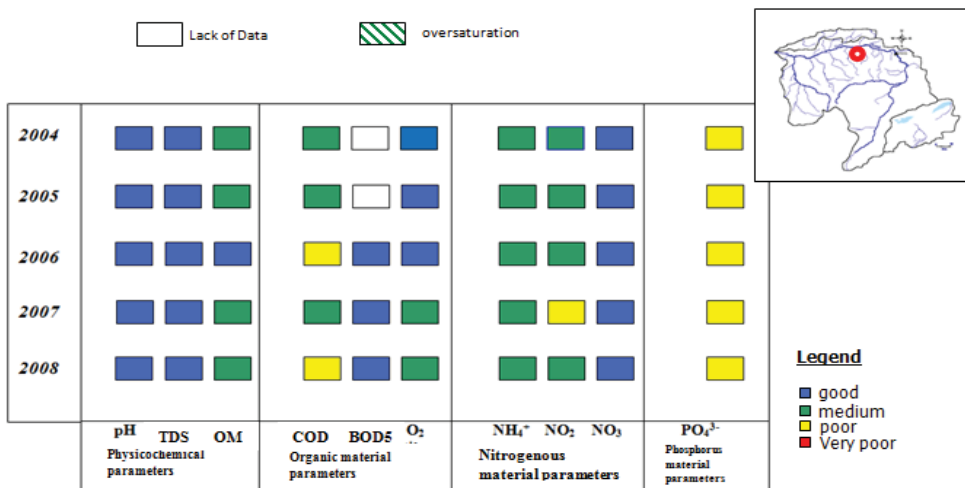 Lack of Data
oversaturation
2004
2005
2006
2007
2008
pH TDS OM
Physicochemical
parameters
COD BOD5 O₂
Organic material
parameters
NH₄⁺ NO₂ NO₃
Nitrogenous
material parameters
PO₄³⁻
Phosphorus
material
parameters
Legend
good
medium
poor
Very poor